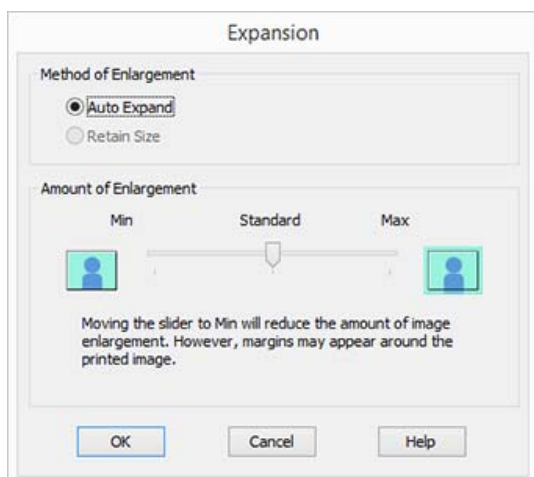 Expansion
Method of Enlargement
Auto Expand
Retain Size
Amount of Enlargement
Min Standard Max
Moving the slider to Min will reduce the amount of image
enlargement. However, margins may appear around the
printed image.
OK Cancel Help